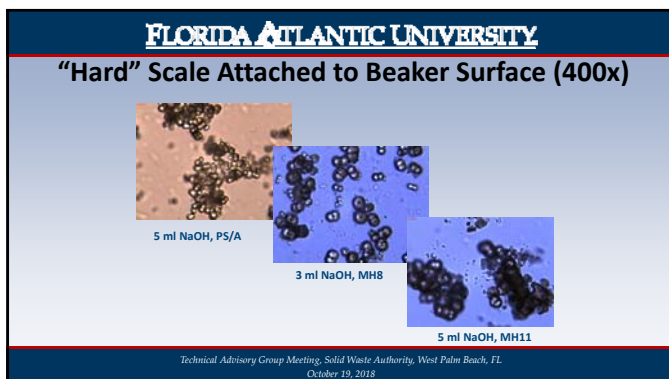 FLORIDA ATLANTIC UNIVERSITY
“Hard” Scale Attached to Beaker Surface (400x)
5 ml NaOH, PS/A
3 ml NaOH, MH8
5 ml NaOH, MH11
Technical Advisory Group Meeting, Solid Waste Authority, West Palm Beach, FL
October 19, 2018